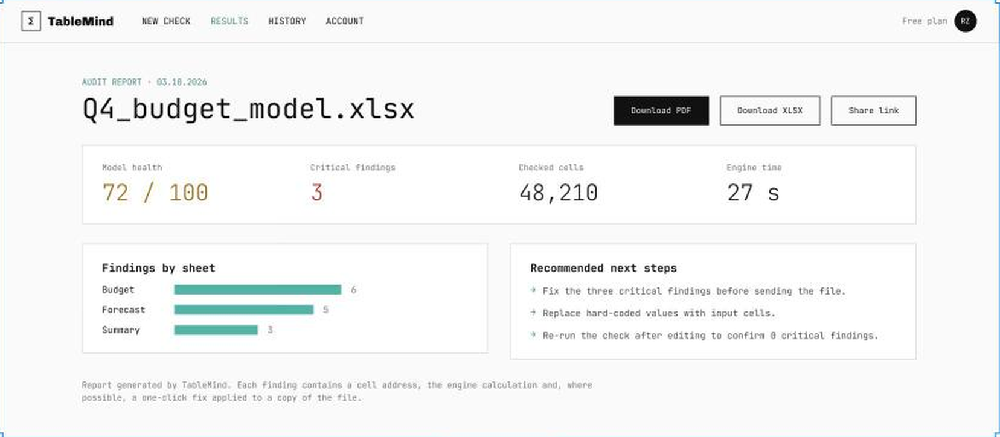 Σ TableMind NEW CHECK RESULTS HISTORY ACCOUNT Free plan RZ
AUDIT REPORT · 03.10.2026
Q4_budget_model.xlsx
Download PDF Download XLSX Share link
Model health Critical findings Checked cells Engine time
72 / 100 3 48,210 27 s
Findings by sheet
Budget 6
Forecast 5
Summary 3
Recommended next steps
→ Fix the three critical findings before sending the file.
→ Replace hard-coded values with input cells.
→ Re-run the check after editing to confirm 0 critical findings.
Report generated by TableMind. Each finding contains a cell address, the engine calculation and, where
possible, a one-click fix applied to a copy of the file.